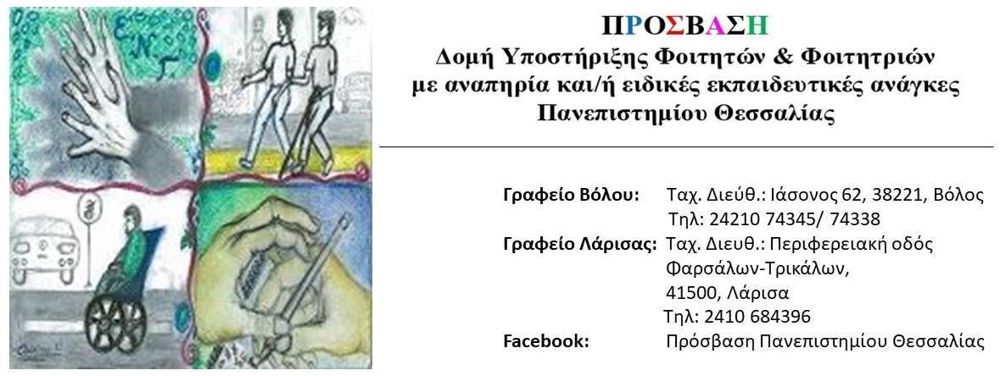 ΠΡΟΣΒΑΣΗ
Δομή Υποστήριξης Φοιτητών & Φοιτητριών
με αναπηρία και/ή ειδικές εκπαιδευτικές ανάγκες
Πανεπιστημίου Θεσσαλίας
Γραφείο Βόλου: Ταχ. Διεύθ.: Ιάσονος 62, 38221, Βόλος
Τηλ: 24210 74345/ 74338
Γραφείο Λάρισας: Ταχ. Διευθ.: Περιφερειακή οδός
Φαρσάλων-Τρικάλων,
41500, Λάρισα
Τηλ: 2410 684396
Facebook: Πρόσβαση Πανεπιστημίου Θεσσαλίας
Ε Ν Γ